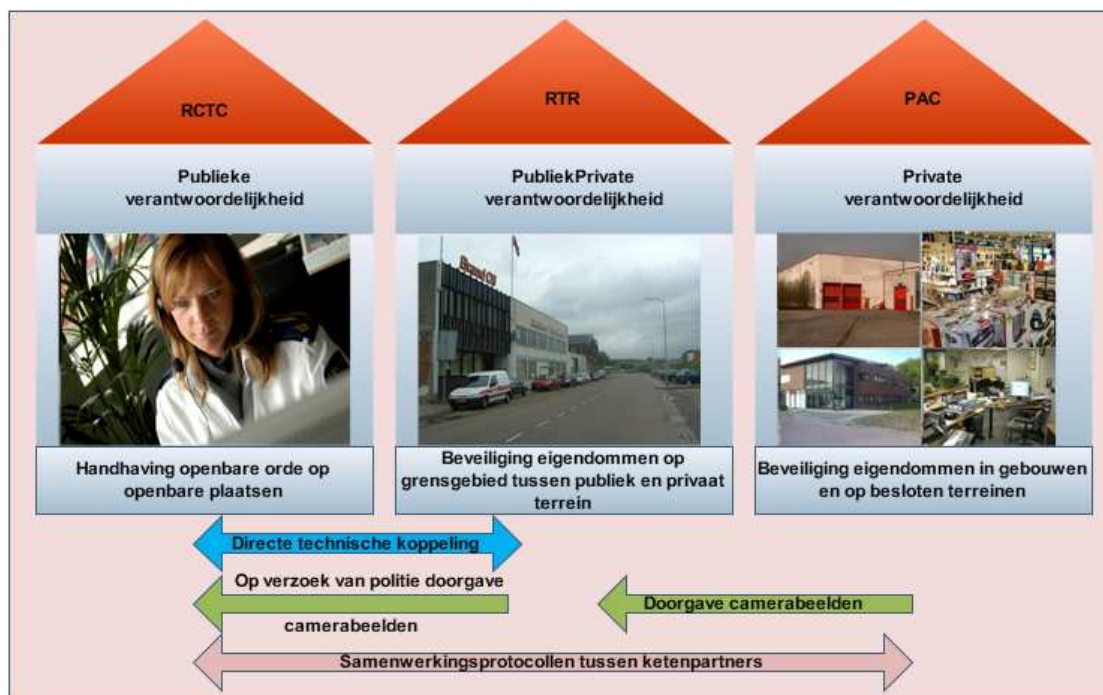 RCTC
Publieke
verantwoordelijkheid
Handhaving openbare orde op
openbare plaatsen
RTR
PubliekPrivate
verantwoordelijkheid
Beveiliging eigendommen op
grensgebied tussen publiek en privaat
terrein
PAC
Private
verantwoordelijkheid
Beveiliging eigendommen in gebouwen
en op besloten terreinen
Directe technische koppeling
Op verzoek van politie doorgave
camerabeelden
Doorgave camerabeelden
Samenwerkingsprotocollen tussen ketenpartners